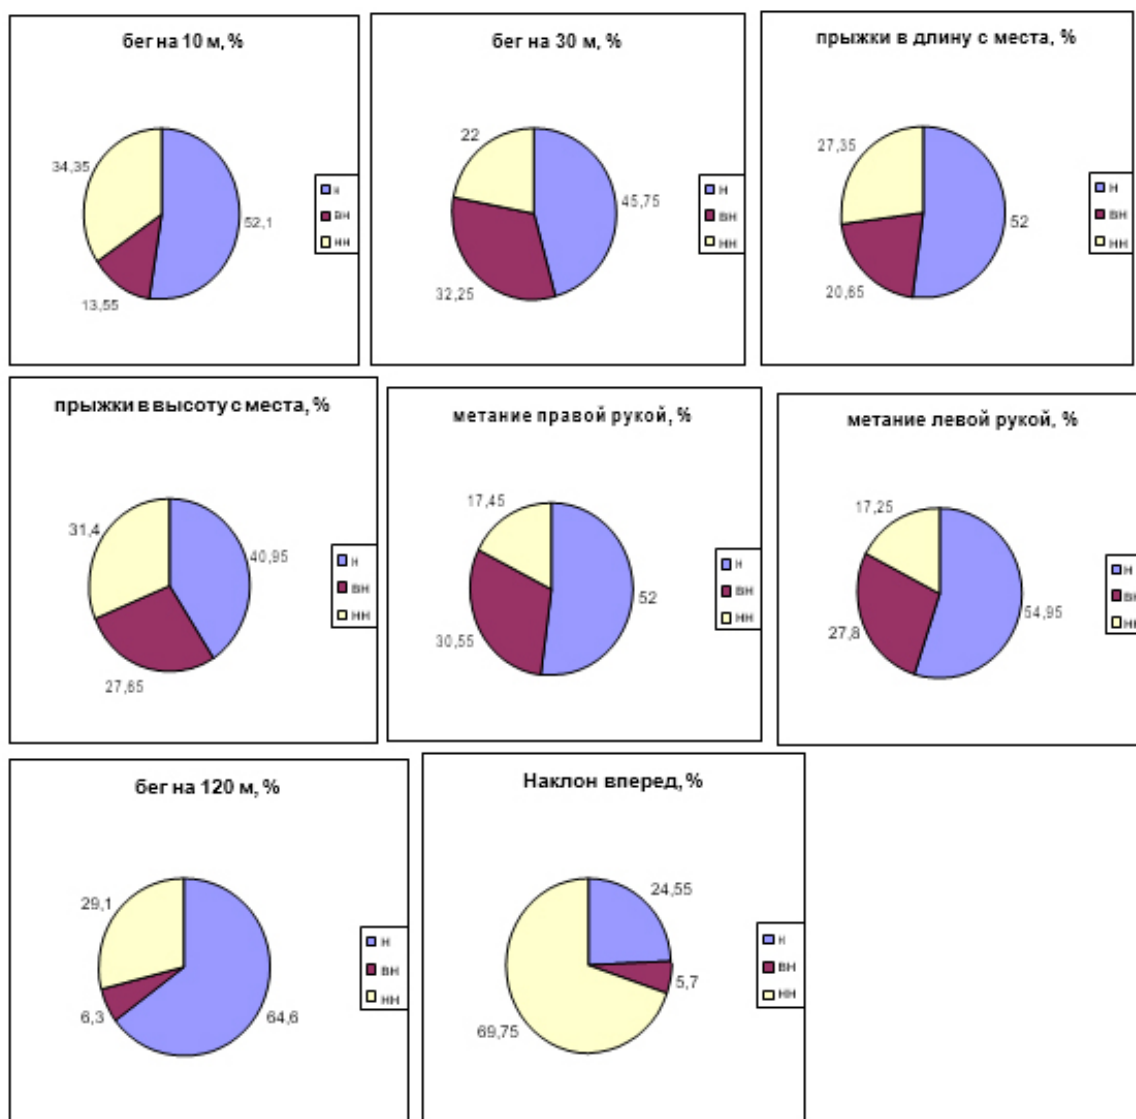 бег на 10 м, %
34,35
52,1
13,55
н
вн
нн
бег на 30 м, %
22
45,75
32,25
н
вн
нн
прыжки в длину с места, %
27,35
52
20,65
н
вн
нн
прыжки в высоту с места, %
31,4
40,95
27,65
н
вн
нн
метание правой рукой, %
17,45
52
30,55
н
вн
нн
метание левой рукой, %
17,25
54,95
27,8
н
вн
нн
бег на 120 м, %
29,1
6,3
64,6
н
вн
нн
Наклон вперед, %
24,55
5,7
69,75
н
вн
нн